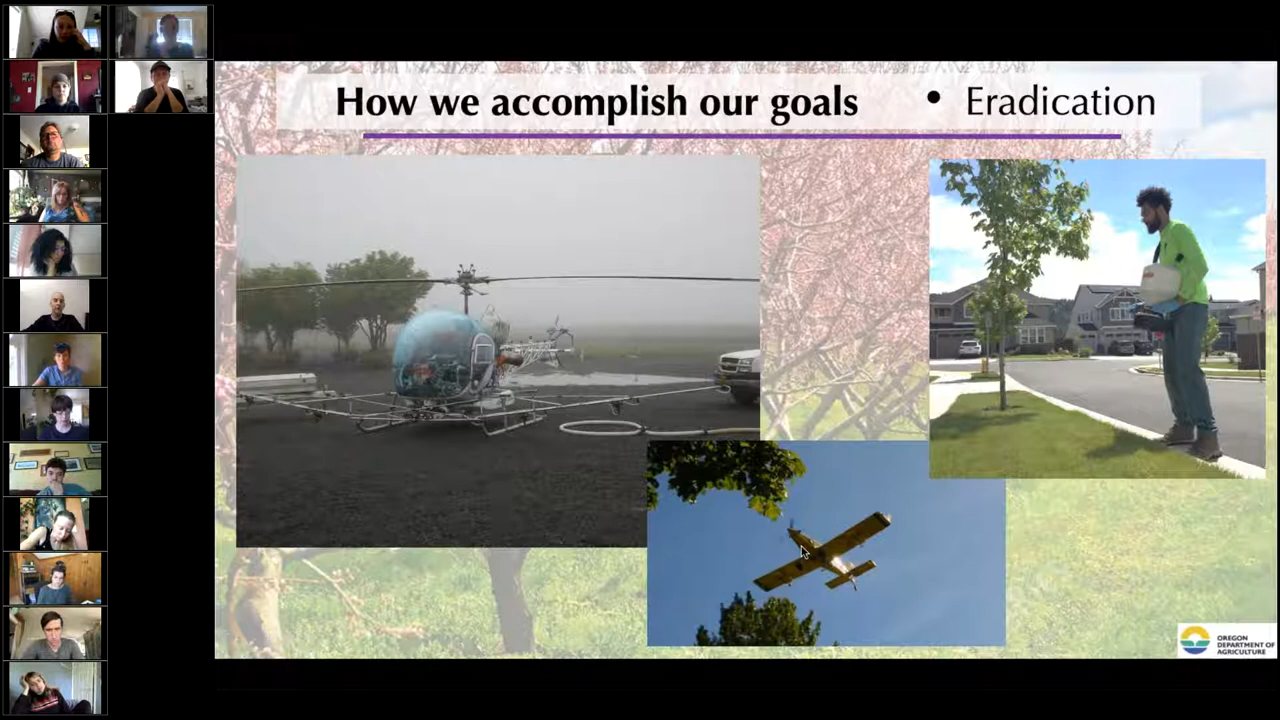 How we accomplish our goals • Eradication
OREGON
DEPARTMENT OF
AGRICULTURE